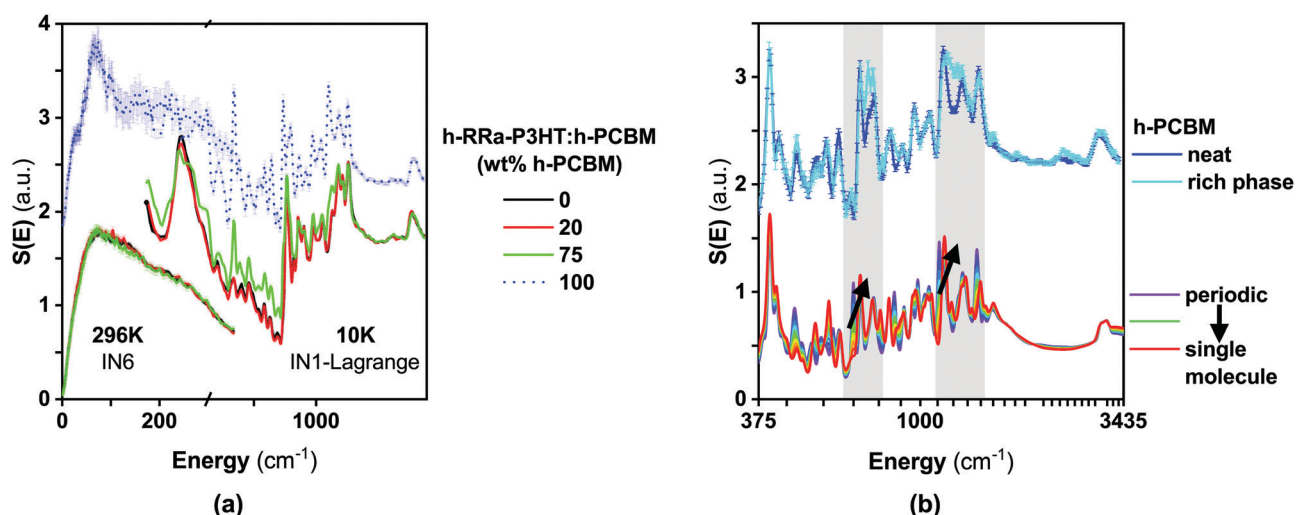 4
3
2
1
0
S(E) (a.u.)
296K
IN6
10K
IN1-Lagrange
0
200
1000
Energy (cm⁻¹)
(a)
h-RRa-P3HT:h-PCBM
(wt% h-PCBM)
0
20
75
100
3
2
1
0
S(E) (a.u.)
375
1000
3435
Energy (cm⁻¹)
(b)
h-PCBM
neat
rich phase
periodic
single
molecule